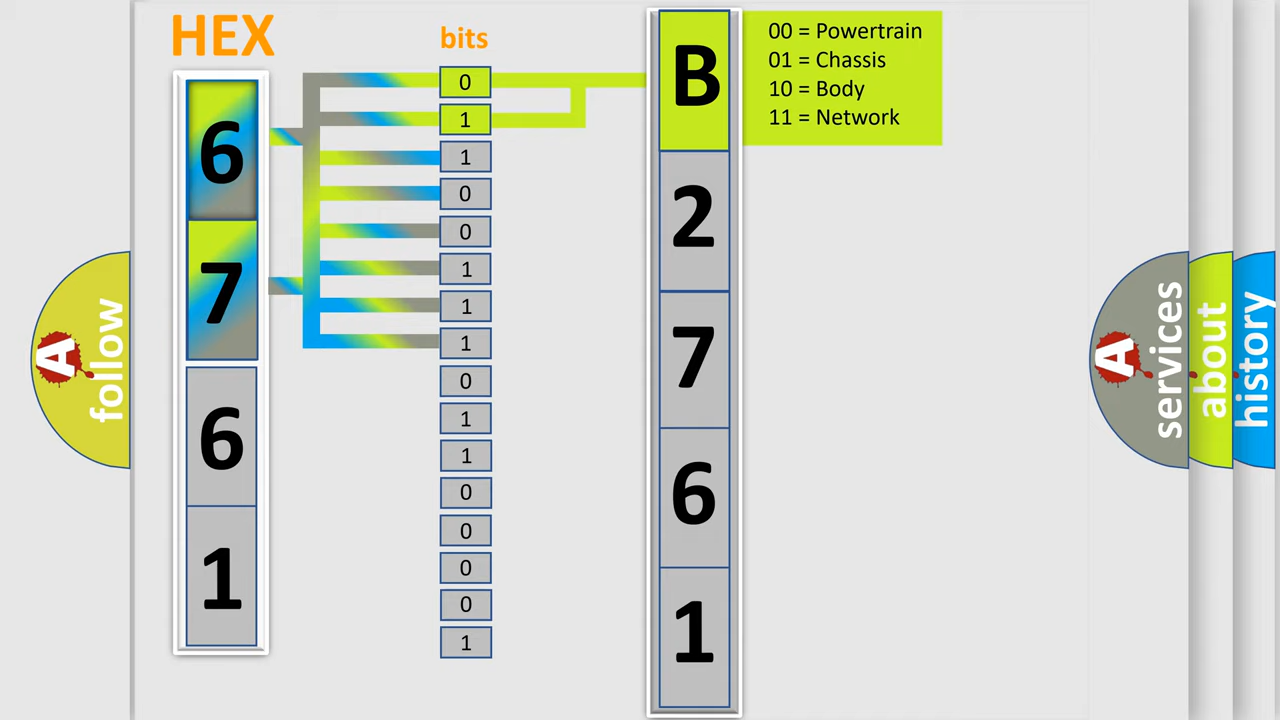 HEX
bits
6
7
6
1
0
1
1
0
0
1
1
1
0
1
1
0
0
0
0
1
B
2
7
6
1
00 = Powertrain
01 = Chassis
10 = Body
11 = Network
A
follow
A
services
about
history